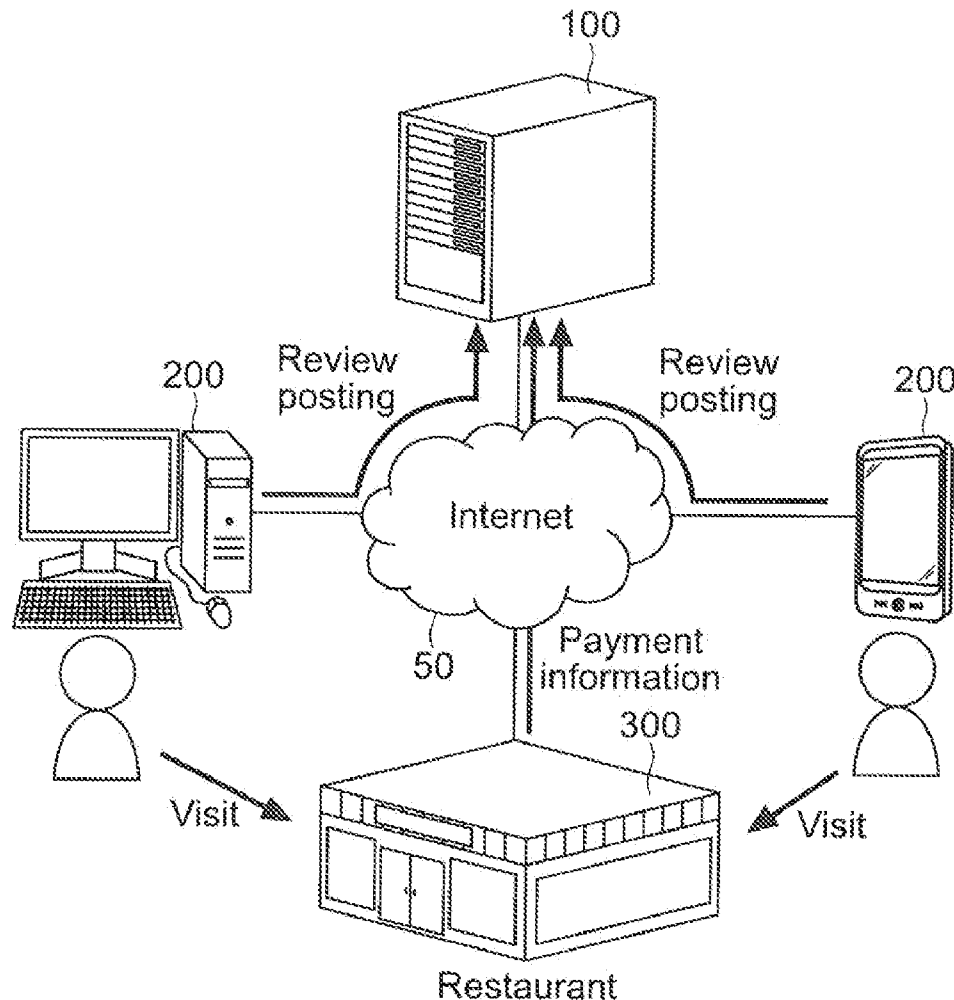 100
Review
posting
200
Review
posting
200
Internet
50
Payment
information
300
Visit
Visit
Restaurant